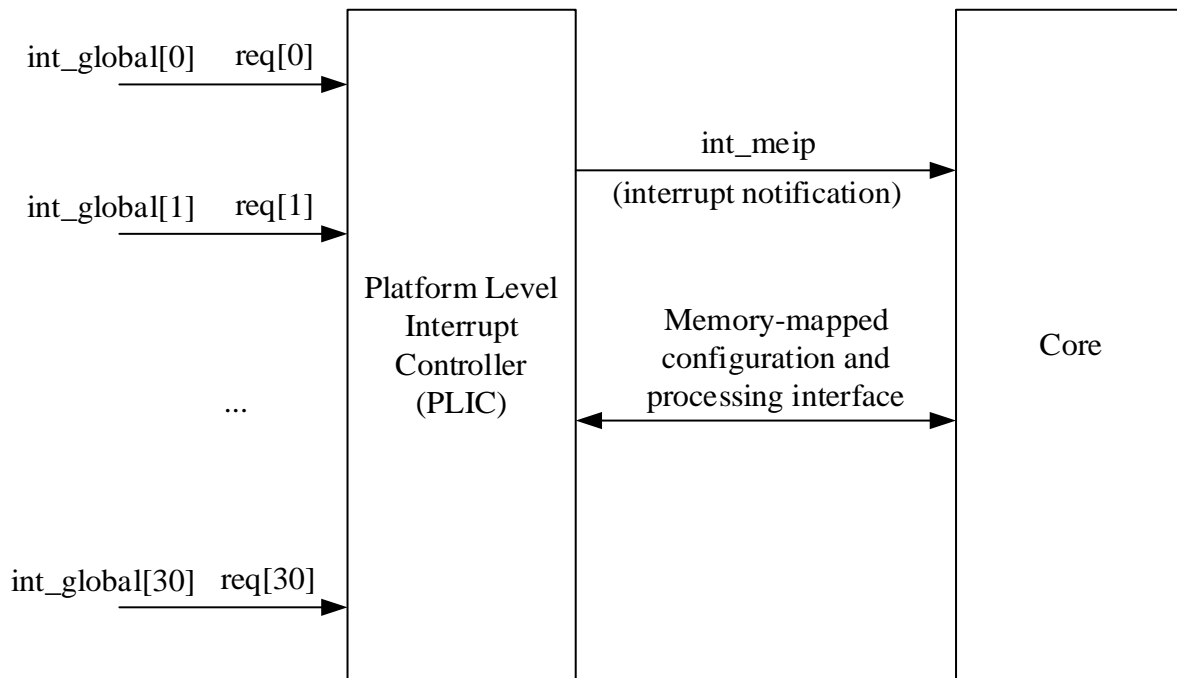 int_global[0] req[0]
int_global[1] req[1]
...
int_global[30] req[30]
Platform Level
Interrupt
Controller
(PLIC)
int_meip
(interrupt notification)
Memory-mapped
configuration and
processing interface
Core